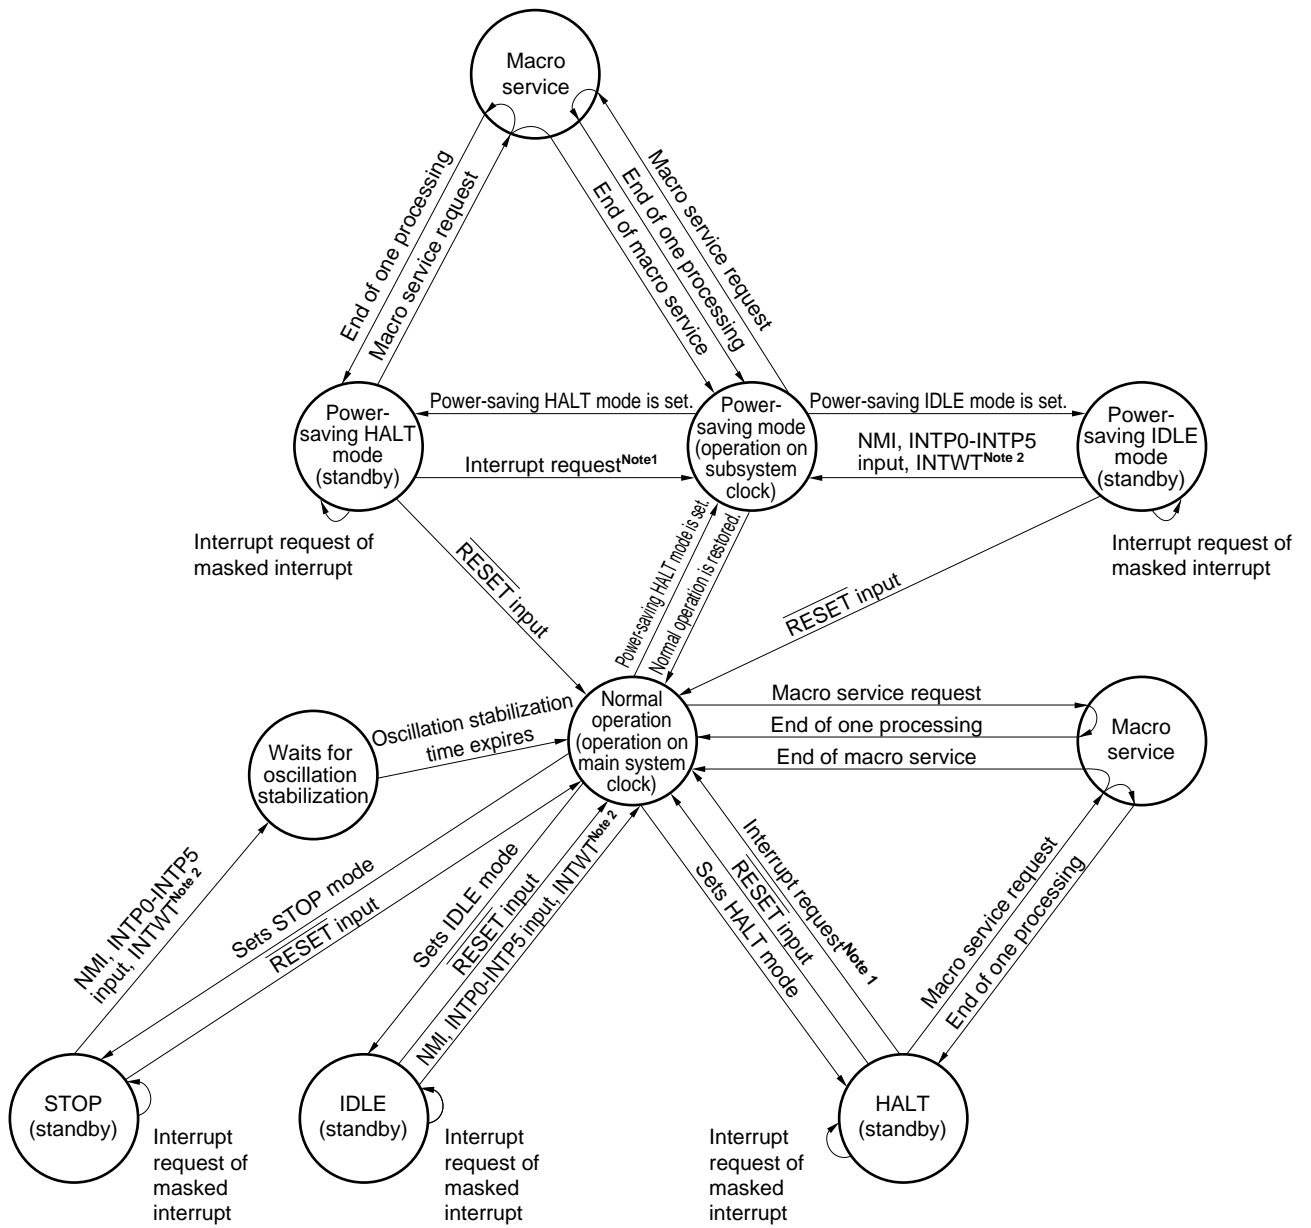 Macro
service
End of one processing
Macro service request
End of macro service
End of one processing
Macro service request
Power-
saving HALT
mode
(standby)
Power-saving HALT mode is set.
Interrupt request Note1
Power-
saving mode
(operation on
subsystem
clock)
Power-saving IDLE mode is set.
NMI, INTP0-INTP5
input, INTWT Note 2
Power-
saving IDLE
mode
(standby)
Interrupt request of
masked interrupt
Interrupt request of
masked interrupt
RESET input
Power-saving HALT mode is set.
Normal operation is restored.
RESET input
Waits for
oscillation
stabilization
Oscillation stabilization
time expires
Normal
operation
(operation on
main system
clock)
Macro service request
End of one processing
End of macro service
Macro
service
NMI, INTP0-INTP5
input, INTWT Note 2
Sets STOP mode
RESET input
Sets IDLE mode
RESET input
NMI, INTP0-INTP5 input, INTWT Note 2
Sets HALT mode
RESET input
Interrupt request Note 1
Macro service request
End of one processing
STOP
(standby)
Interrupt
request of
masked
interrupt
IDLE
(standby)
Interrupt
request of
masked
interrupt
Interrupt
request of
masked
interrupt
HALT
(standby)